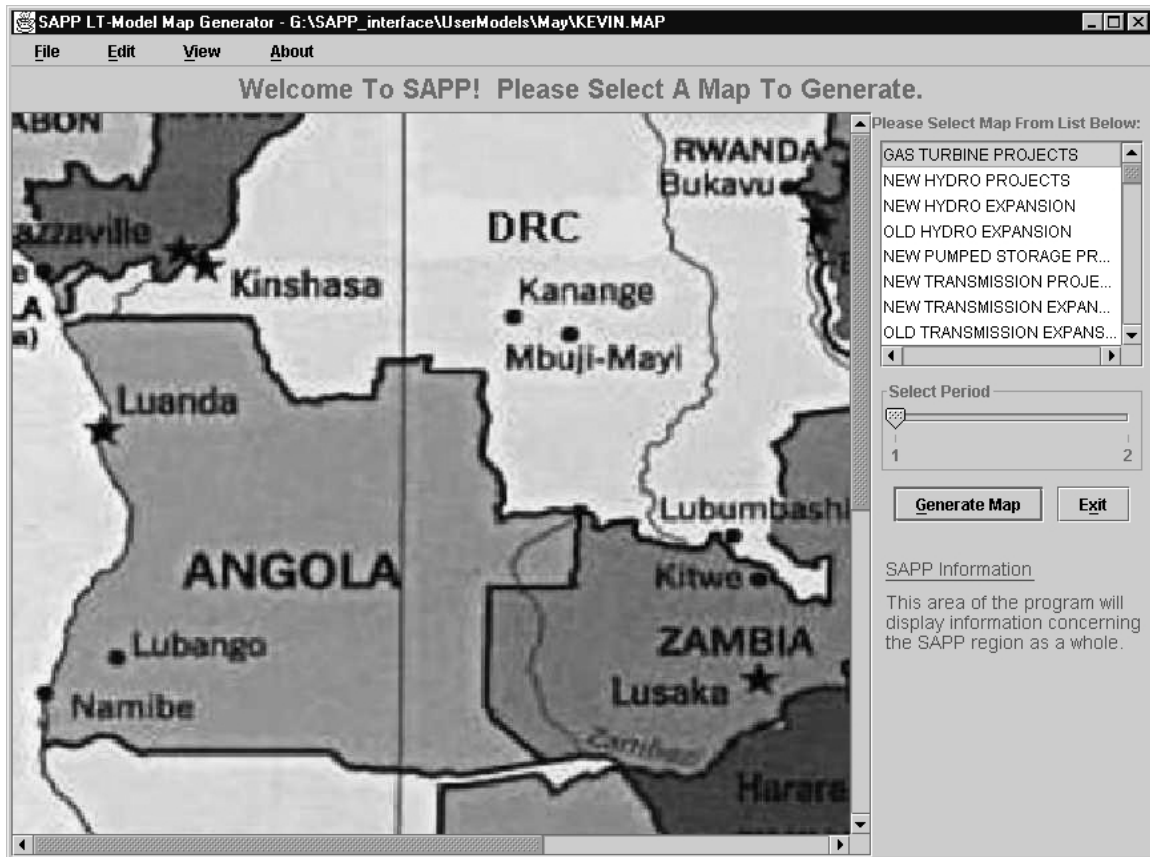 SAPP LT-Model Map Generator - G:\SAPP_interface\UserModels\May\KEVIN.MAP
File Edit View About
Welcome To SAPP! Please Select A Map To Generate.
ABON
RWANDA
Bukavu
DRC
azzaville
Kinshasa
Kanange
Mbuji-Mayi
Luanda
Lubumbashi
ANGOLA
Kitwe
ZAMBIA
Lubango
Lusaka
Namibe
Zambezi
Harare
Please Select Map From List Below:
GAS TURBINE PROJECTS
NEW HYDRO PROJECTS
NEW HYDRO EXPANSION
OLD HYDRO EXPANSION
NEW PUMPED STORAGE PR...
NEW TRANSMISSION PROJE...
NEW TRANSMISSION EXPAN...
OLD TRANSMISSION EXPANS...
Select Period
1 2
Generate Map Exit
SAPP Information
This area of the program will
display information concerning
the SAPP region as a whole.